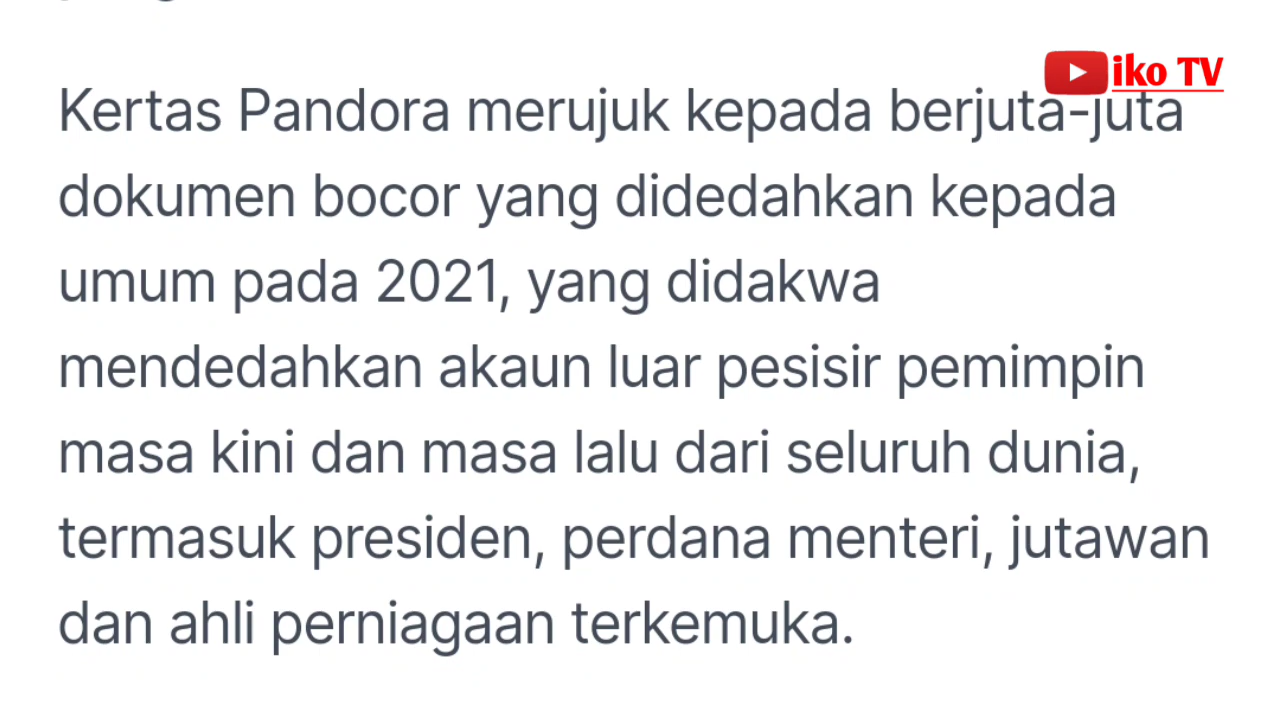 iko TV
Kertas Pandora merujuk kepada berjuta-juta
dokumen bocor yang didedahkan kepada
umum pada 2021, yang didakwa
mendedahkan akaun luar pesisir pemimpin
masa kini dan masa lalu dari seluruh dunia,
termasuk presiden, perdana menteri, jutawan
dan ahli perniagaan terkemuka.